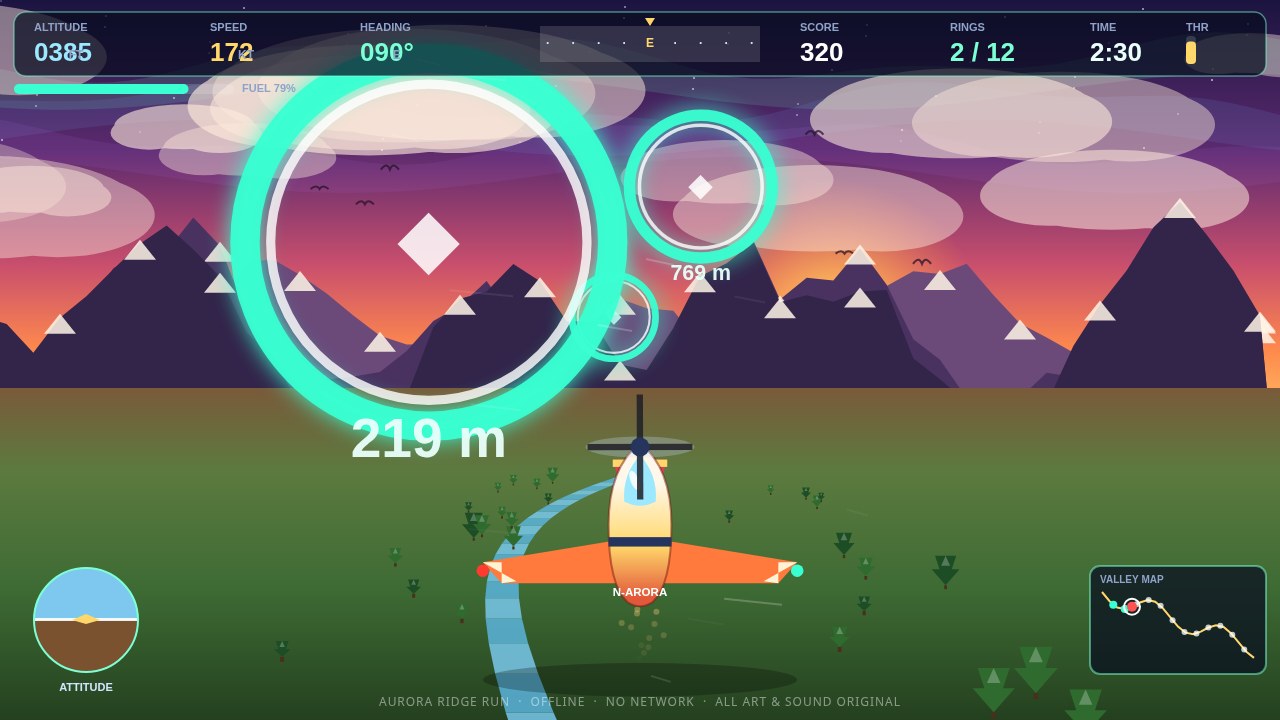 ALTITUDE SPEED HEADING SCORE RINGS TIME THR
0385 172 KT 090° E 320 2 / 12 2:30
FUEL 79%
769 m
219 m
N-ARORA
VALLEY MAP
ATTITUDE
AURORA RIDGE RUN · OFFLINE · NO NETWORK · ALL ART & SOUND ORIGINAL